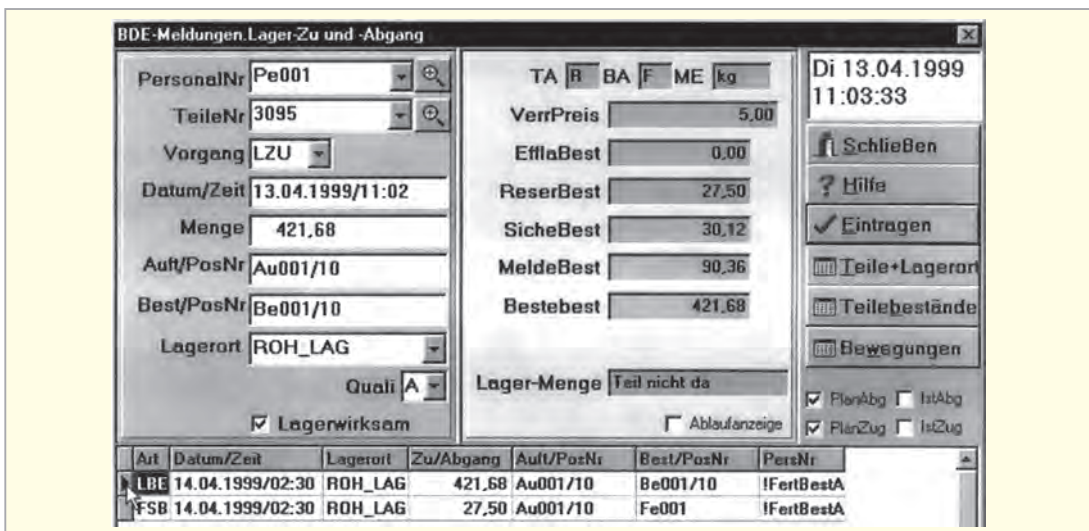 BDE-Meldungen.Lager-Zu und -Abgang
PersonalNr Pe001
TeileNr 3095
Vorgang LZU
Datum/Zeit 13.04.1999/11:02
Menge 421,68
Auft/PosNr Au001/10
Best/PosNr Be001/10
Lagerort ROH_LAG
Quali A
Lagerwirksam
TA R BA F ME kg
VerrPreis 5,00
EfflaBest 0,00
ReserBest 27,50
SicheBest 30,12
MeldeBest 90,36
Bestebest 421,68
Lager-Menge Teil nicht da
Ablaufanzeige
Di 13.04.1999
11:03:33
Schließen
? Hilfe
Eintragen
Teile+Lagerort
Teilebestände
Bewegungen
PlanAbg IstAbg
PlanZug IstZug
Art Datum/Zeit Lagerort Zu/Abgang Auft/PosNr Best/PosNr PersNr
LBE 14.04.1999/02:30 ROH_LAG 421,68 Au001/10 Be001/10 !FertBestA
FSB 14.04.1999/02:30 ROH_LAG 27,50 Au001/10 Fe001 !FertBestA